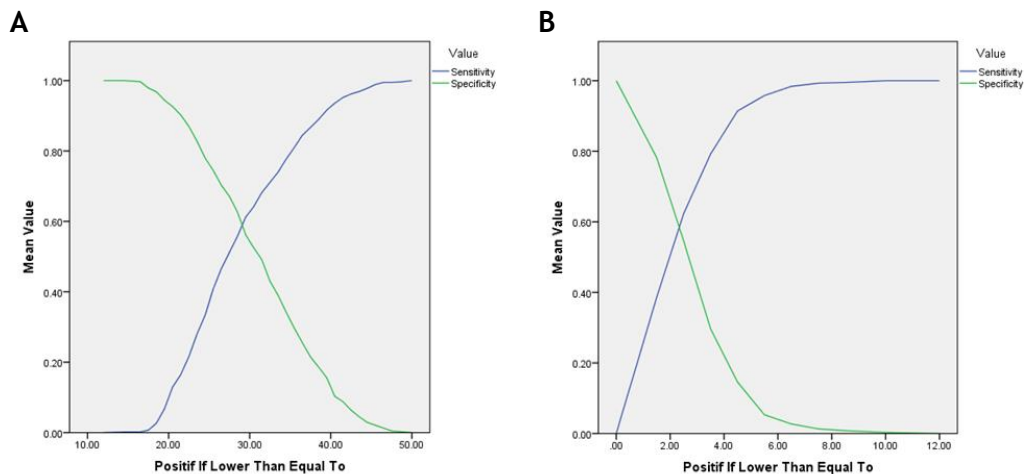 A
Value
Sensitivity
Specificity
1.00
0.80
0.60
0.40
0.20
0.00
Mean Value
10.00 20.00 30.00 40.00 50.00
Positif If Lower Than Equal To
B
Value
Sensitivity
Specificity
1.00
0.80
0.60
0.40
0.20
0.00
Mean Value
.00 2.00 4.00 6.00 8.00 10.00 12.00
Positif If Lower Than Equal To